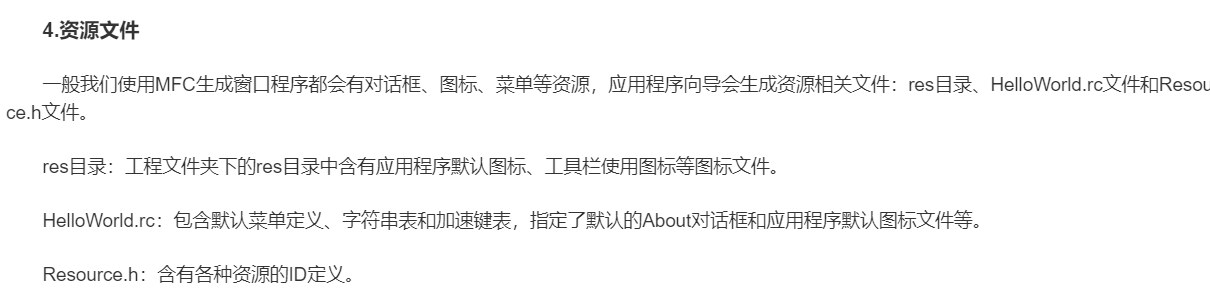 4.资源文件
一般我们使用MFC生成窗口程序都会有对话框、图标、菜单等资源，应用程序向导会生成资源相关文件：res目录、HelloWorld.rc文件和Resou
ce.h文件。
res目录：工程文件夹下的res目录中含有应用程序默认图标、工具栏使用图标等图标文件。
HelloWorld.rc：包含默认菜单定义、字符串表和加速键表，指定了默认的About对话框和应用程序默认图标文件等。
Resource.h：含有各种资源的ID定义。